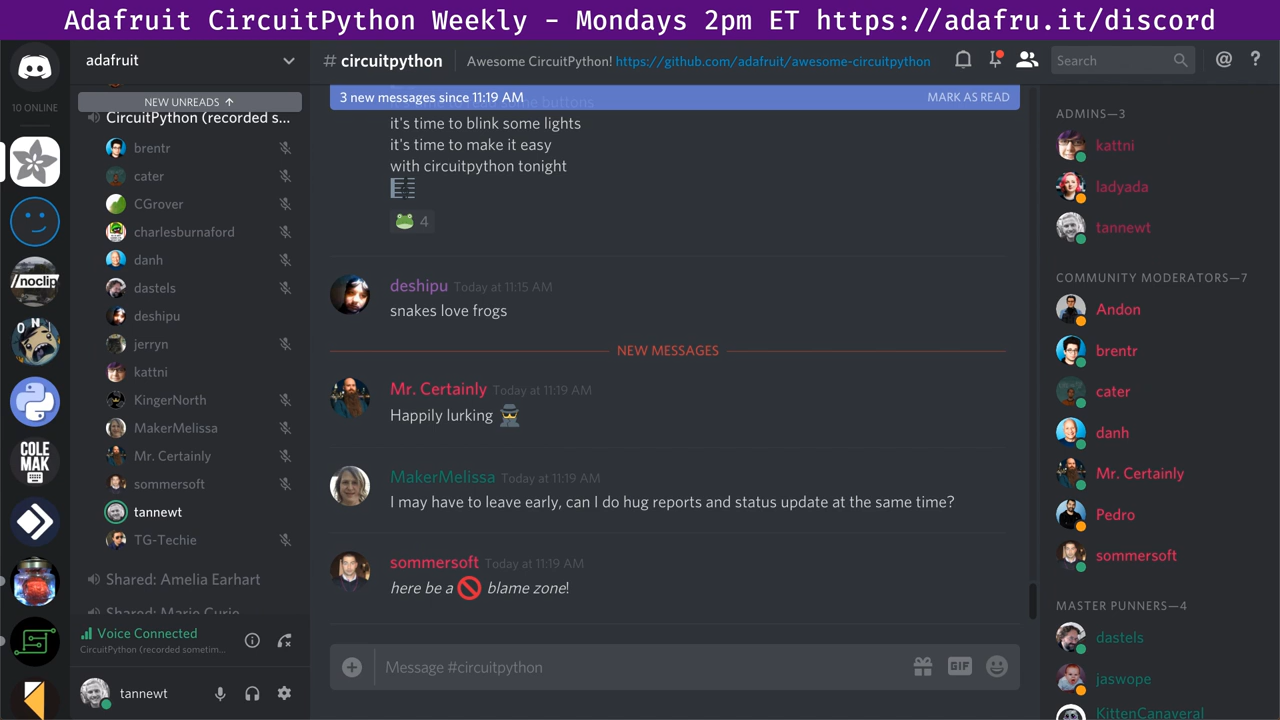 Adafruit CircuitPython Weekly - Mondays 2pm ET https://adafru.it/discord
10 ONLINE
/noclip
O N I
COLE
MAK
adafruit
NEW UNREADS ↑
CircuitPython (recorded s...
brentr
cater
CGrover
charlesburnaford
danh
dastels
deshipu
jerryn
kattni
KingerNorth
MakerMelissa
Mr. Certainly
sommersoft
tannewt
TG-Techie
Shared: Amelia Earhart
Shared: Marie Curie
Voice Connected
CircuitPython (recorded sometim...
tannewt
# circuitpython
Awesome CircuitPython! https://github.com/adafruit/awesome-circuitpython
Search
@
?
3 new messages since 11:19 AM
MARK AS READ
buttons
it's time to blink some lights
it's time to make it easy
with circuitpython tonight
4
deshipu Today at 11:15 AM
snakes love frogs
NEW MESSAGES
Mr. Certainly Today at 11:19 AM
Happily lurking
MakerMelissa Today at 11:19 AM
I may have to leave early, can I do hug reports and status update at the same time?
sommersoft Today at 11:19 AM
here be a blame zone!
Message #circuitpython
GIF
ADMINS—3
kattni
ladyada
tannewt
COMMUNITY MODERATORS—7
Andon
brentr
cater
danh
Mr. Certainly
Pedro
sommersoft
MASTER PUNNERS—4
dastels
jaswope
KittenCanaveral